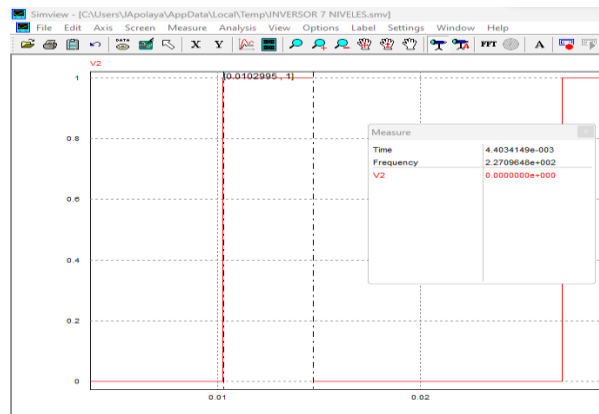 Simview - [C:\Users\JApolaya\AppData\Local\Temp\INVERSOR 7 NIVELES.smv]
File Edit Axis Screen Measure Analysis View Options Label Settings Window Help
DATA X Y FFT A
V2
[0.0102995 , 1]
1
0.8
0.6
0.4
0.2
0
0.01 0.02
Measure
Time 4.4034149e-003
Frequency 2.2709648e+002
V2 0.0000000e+000